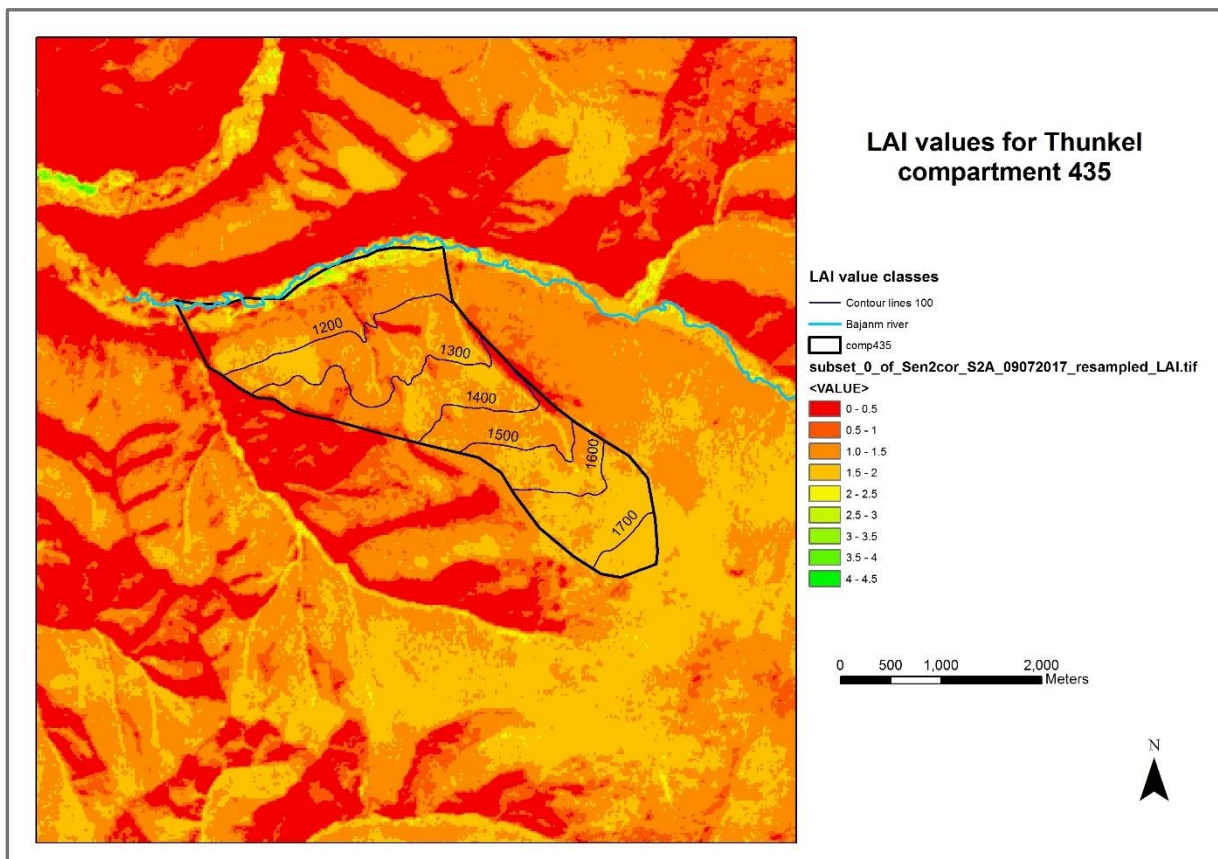 LAI values for Thunkel
compartment 435
LAI value classes
Contour lines 100
Bajanm river
comp435
subset_0_of_Sen2cor_S2A_09072017_resampled_LAI.tif
<VALUE>
0 - 0.5
0.5 - 1
1.0 - 1.5
1.5 - 2
2 - 2.5
2.5 - 3
3 - 3.5
3.5 - 4
4 - 4.5
0 500 1,000 2,000
Meters
N
1200
1300
1400
1500
1600
1700